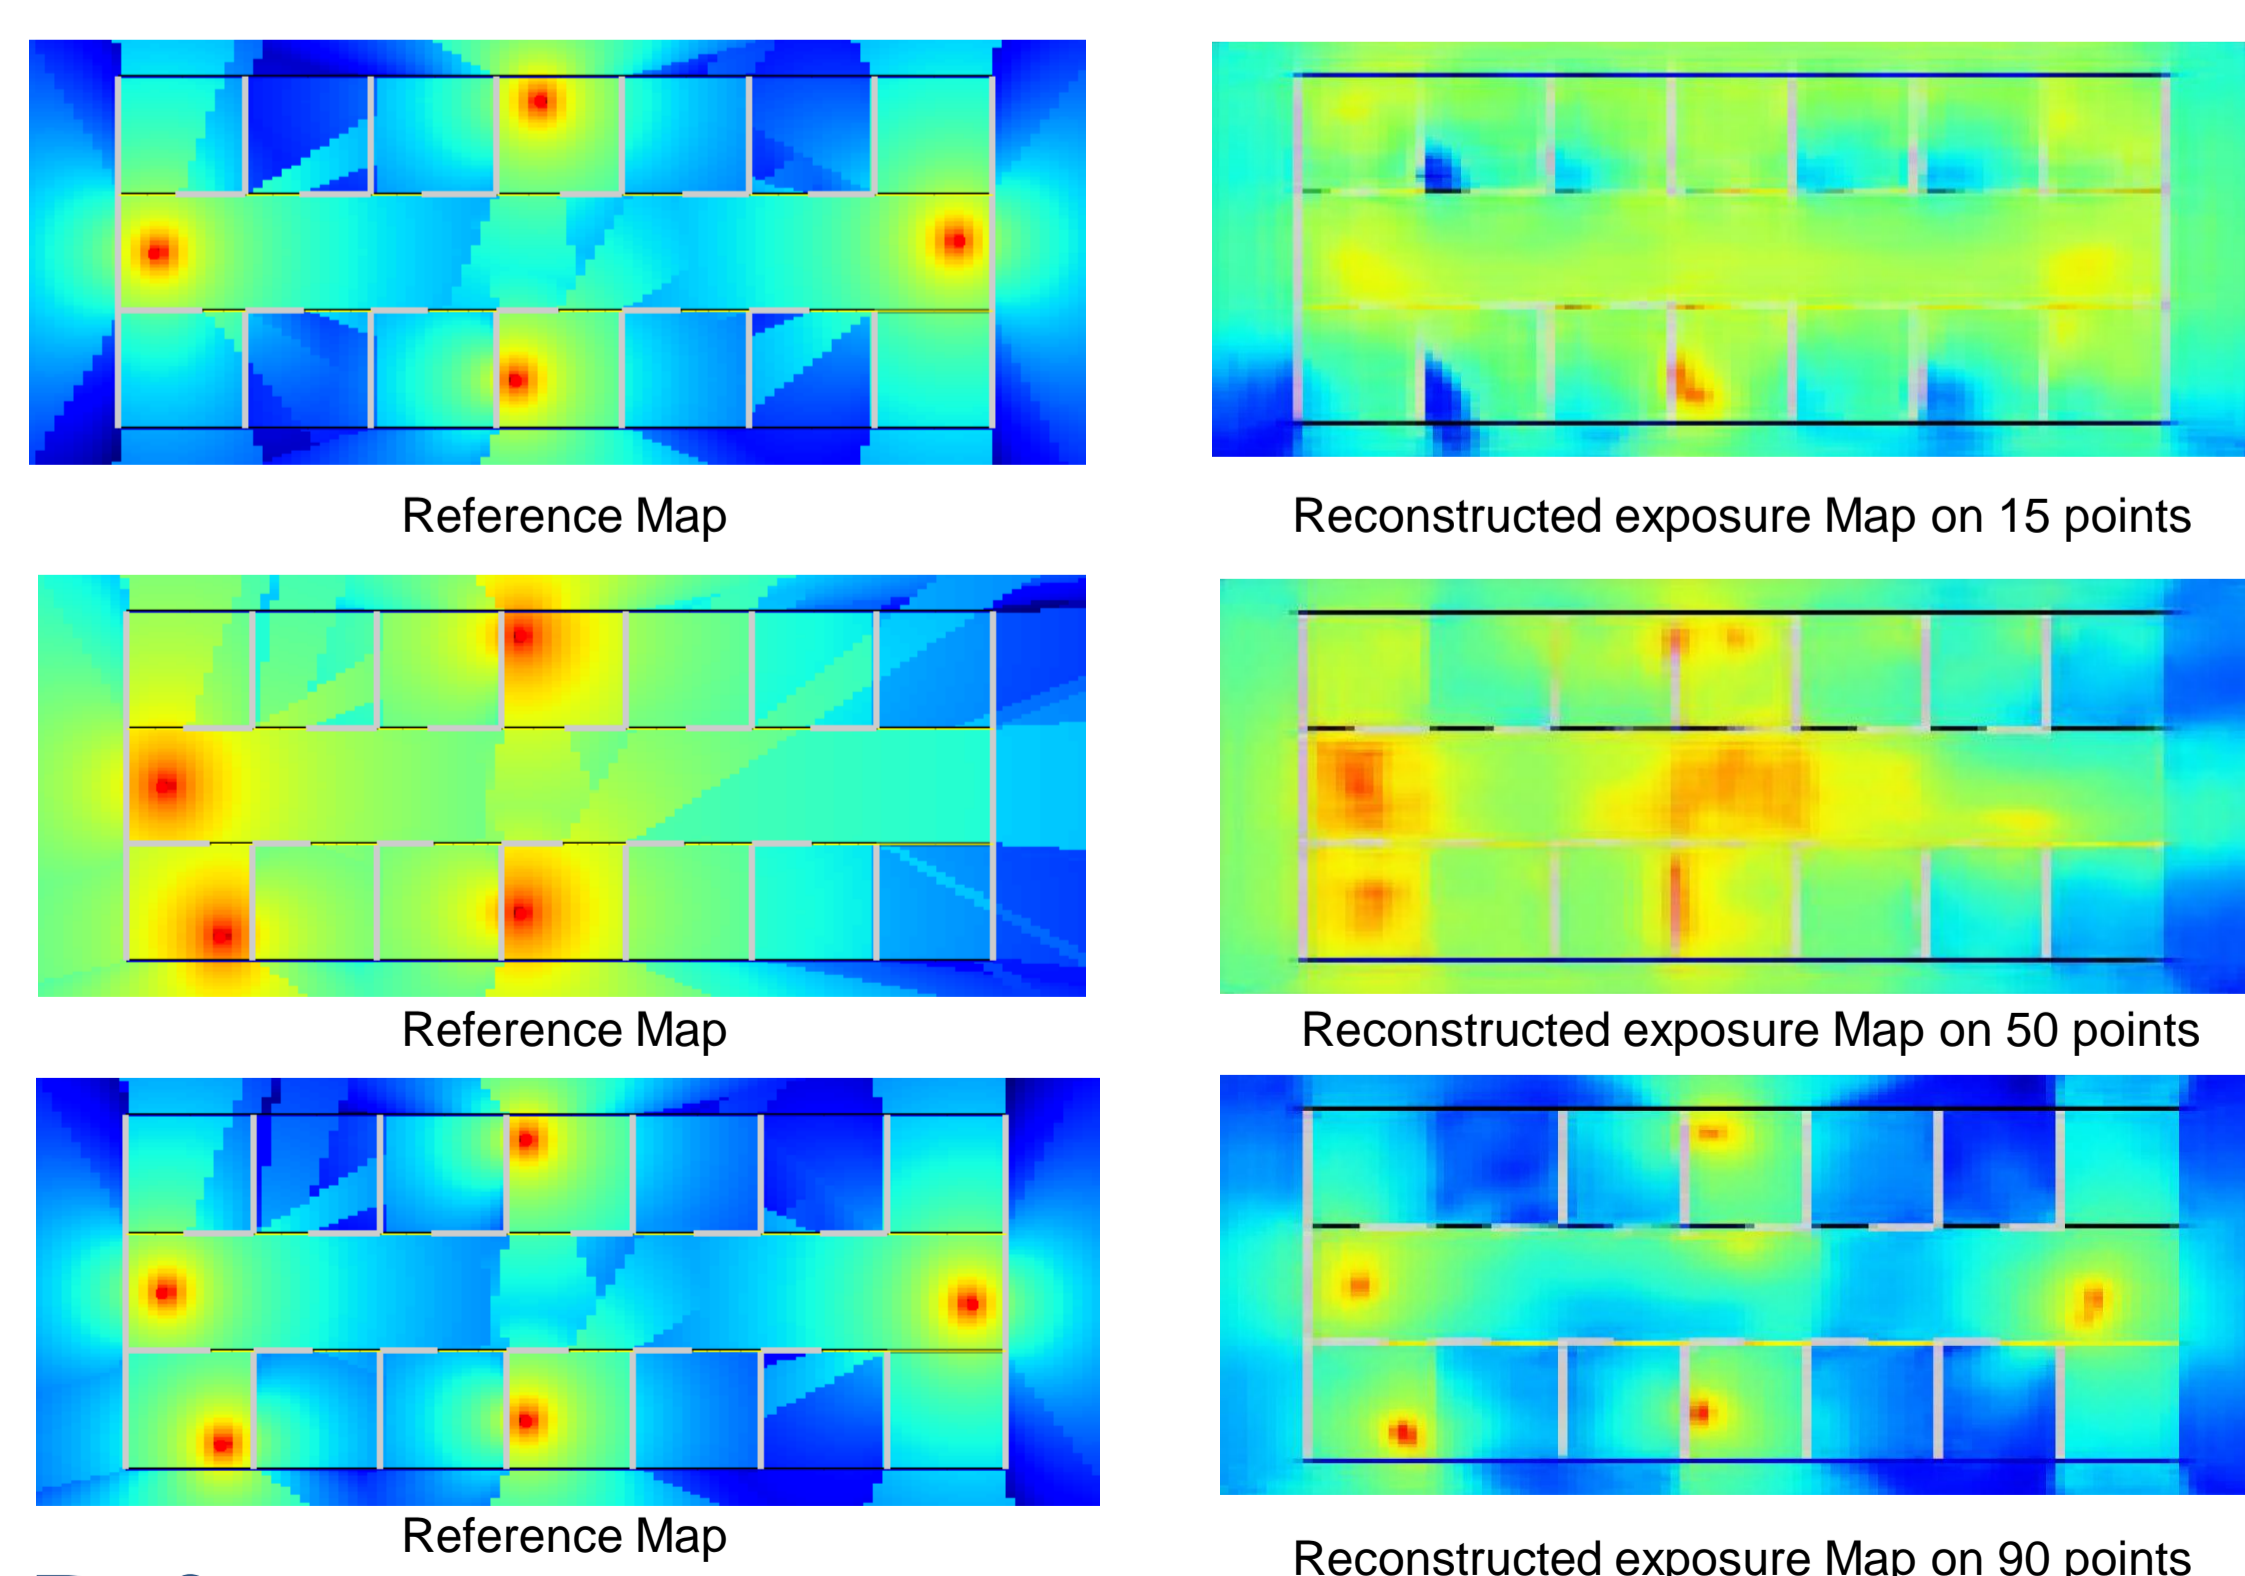 Reference Map
Reconstructed exposure Map on 15 points
Reference Map
Reconstructed exposure Map on 50 points
Reference Map
Reconstructed exposure Map on 90 points